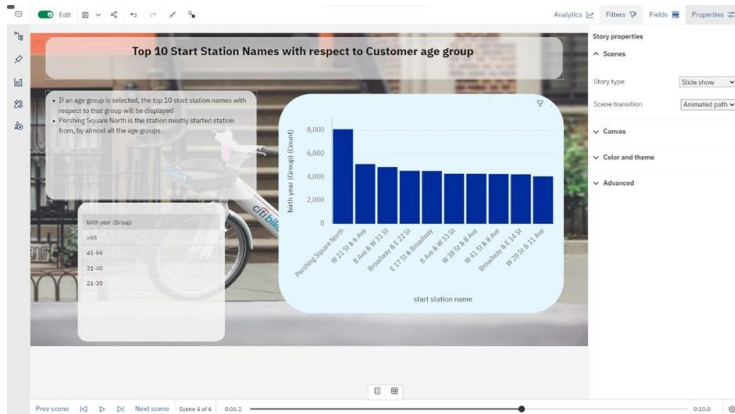 Edit
Analytics
Filters
Fields
Properties
Top 10 Start Station Names with respect to Customer age group
Story properties
Scenes
Story type
Slide show
Scene transition
Animated path
Canvas
Color and theme
Advanced
• If an age group is selected, the top 10 start station names with
respect to that group will be displayed
• Pershing Square North is the station mostly started station
from, by almost all the age groups
birth year (Group)
>55
41-55
31-40
21-30
citibike
birth year (Group) (Count)
8,000
6,000
4,000
2,000
0
Pershing Square North
W 21 St & 6 Ave
8 Ave & W 31 St
Broadway & E 22 St
E 17 St & Broadway
8 Ave & W 33 St
W 38 St & 8 Ave
W 41 St & 8 Ave
Broadway & E 14 St
W 20 St & 11 Ave
start station name
Prev scene
Next scene
Scene 4 of 6
0:06.2
0:10.0